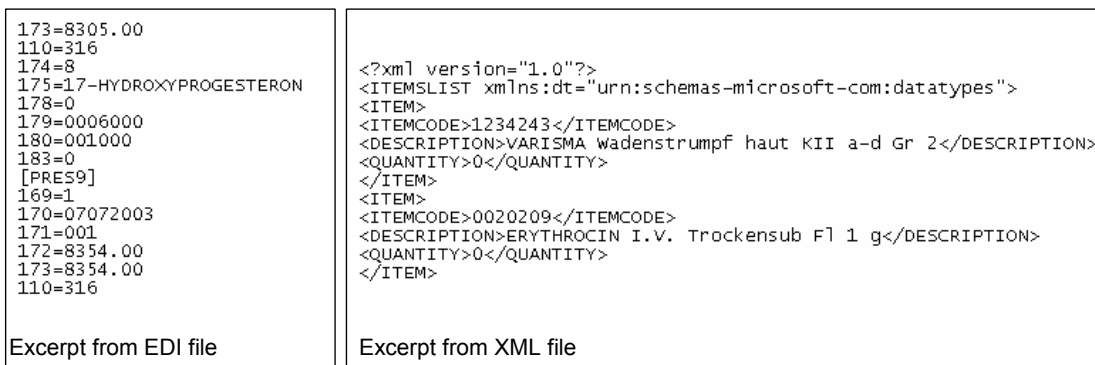 173=8305.00
110=316
174=8
175=17-HYDROXYPROGESTERON
178=0
179=0006000
180=001000
183=0
[PRES9]
169=1
170=07072003
171=001
172=8354.00
173=8354.00
110=316
Excerpt from EDI file
<?xml version="1.0"?>
<ITEMSLIST xmlns:dt="urn:schemas-microsoft-com:datatypes">
<ITEM>
<ITEMCODE>1234243</ITEMCODE>
<DESCRIPTION>VARISMA Wadenstrumpf haut KII a-d Gr 2</DESCRIPTION>
<QUANTITY>0</QUANTITY>
</ITEM>
<ITEM>
<ITEMCODE>0020209</ITEMCODE>
<DESCRIPTION>ERYTHROCIN I.V. Trockensub Fl 1 g</DESCRIPTION>
<QUANTITY>0</QUANTITY>
</ITEM>
Excerpt from XML file